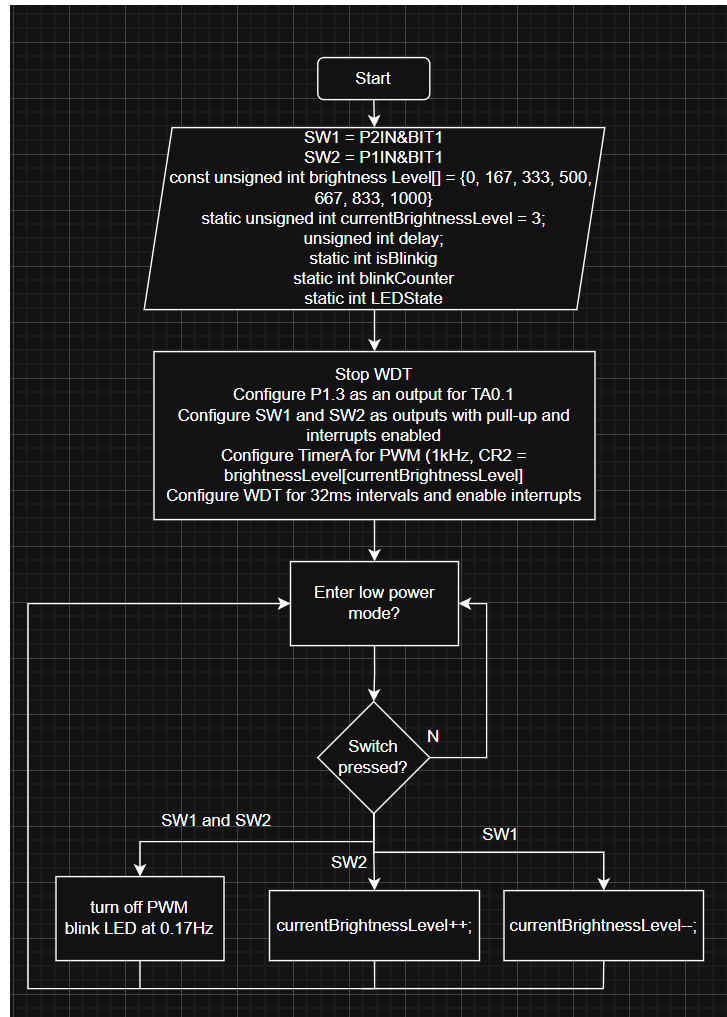 Start
SW1 = P2IN&BIT1
SW2 = P1IN&BIT1
const unsigned int brightness Level[] = {0, 167, 333, 500,
667, 833, 1000}
static unsigned int currentBrightnessLevel = 3;
unsigned int delay;
static int isBlinkig
static int blinkCounter
static int LEDState
Stop WDT
Configure P1.3 as an output for TA0.1
Configure SW1 and SW2 as outputs with pull-up and
interrupts enabled
Configure TimerA for PWM (1kHz, CR2 =
brightnessLevel[currentBrightnessLevel]
Configure WDT for 32ms intervals and enable interrupts
Enter low power
mode?
Switch
pressed?
N
SW1 and SW2
SW2
SW1
turn off PWM
blink LED at 0.17Hz
currentBrightnessLevel++;
currentBrightnessLevel--;